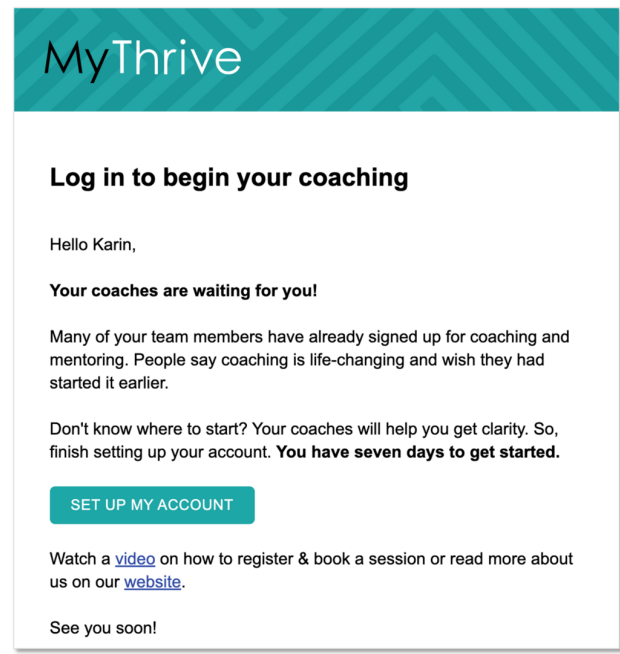 MyThrive
Log in to begin your coaching
Hello Karin,
Your coaches are waiting for you!
Many of your team members have already signed up for coaching and
mentoring. People say coaching is life-changing and wish they had
started it earlier.
Don't know where to start? Your coaches will help you get clarity. So,
finish setting up your account. You have seven days to get started.
SET UP MY ACCOUNT
Watch a video on how to register & book a session or read more about
us on our website.
See you soon!